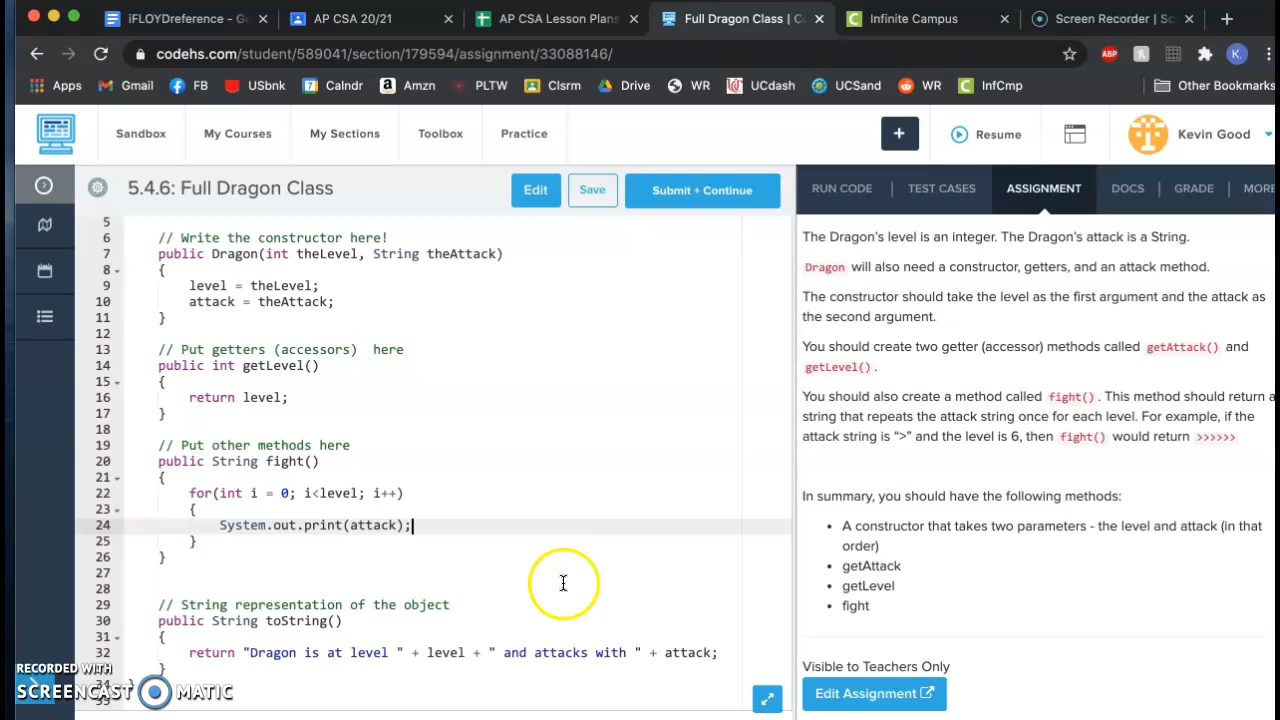 iFLOYDreference - G
AP CSA 20/21
AP CSA Lesson Plans
Full Dragon Class | C
Infinite Campus
Screen Recorder | Sc
codehs.com/student/589041/section/179594/assignment/33088146/
ABP
K.
Apps Gmail FB USbnk Calndr Amzn PLTW Clsrm Drive WR UCdash UCSand WR InfCmp Other Bookmarks
Sandbox My Courses My Sections Toolbox Practice + Resume Kevin Good
5.4.6: Full Dragon Class Edit Save Submit + Continue
RUN CODE TEST CASES ASSIGNMENT DOCS GRADE MORE
5
6 // Write the constructor here!
7 public Dragon(int theLevel, String theAttack)
8 {
9 level = theLevel;
10 attack = theAttack;
11 }
12
13 // Put getters (accessors)  here
14 public int getLevel()
15 {
16 return level;
17 }
18
19 // Put other methods here
20 public String fight()
21 {
22 for(int i = 0; i<level; i++)
23 {
24 System.out.print(attack);
25 }
26 }
27
28
29 // String representation of the object
30 public String toString()
31 {
32 return "Dragon is at level " + level + " and attacks with " + attack;
33 }
34 }
35
The Dragon's level is an integer. The Dragon's attack is a String.
Dragon will also need a constructor, getters, and an attack method.
The constructor should take the level as the first argument and the attack as
the second argument.
You should create two getter (accessor) methods called getAttack() and
getLevel().
You should also create a method called fight(). This method should return a
string that repeats the attack string once for each level. For example, if the
attack string is ">" and the level is 6, then fight() would return >>>>>>
In summary, you should have the following methods:
• A constructor that takes two parameters - the level and attack (in that
order)
• getAttack
• getLevel
• fight
Visible to Teachers Only
Edit Assignment
RECORDED WITH
SCREENCAST MATIC